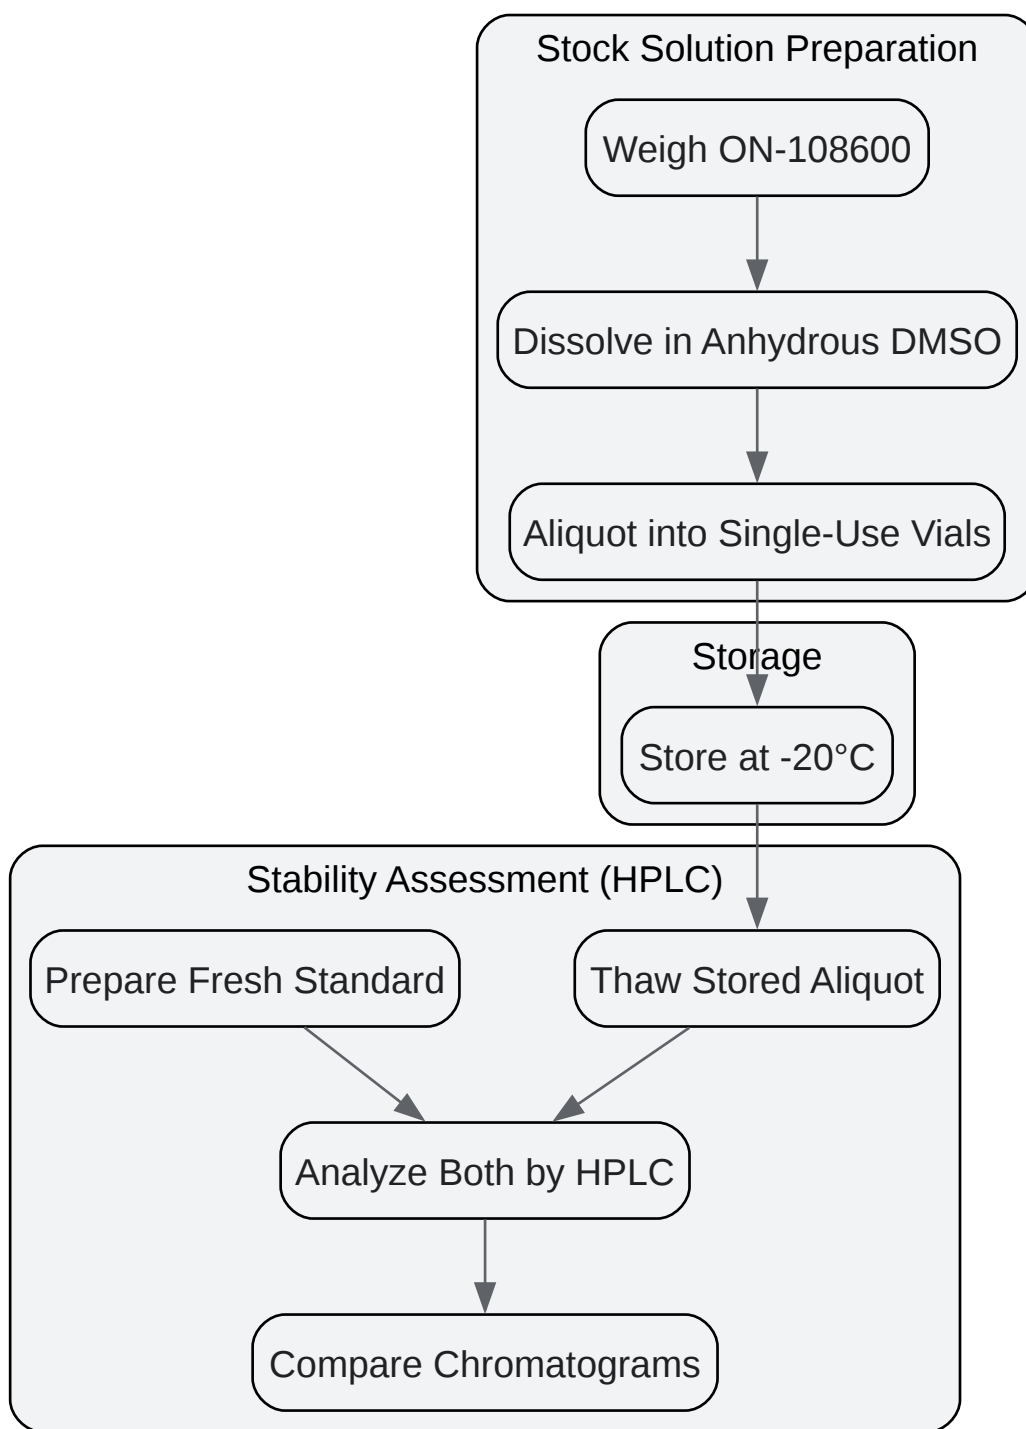 Stock Solution Preparation
Weigh ON-108600
Dissolve in Anhydrous DMSO
Aliquot into Single-Use Vials
Storage
Store at -20°C
Stability Assessment (HPLC)
Prepare Fresh Standard
Thaw Stored Aliquot
Analyze Both by HPLC
Compare Chromatograms